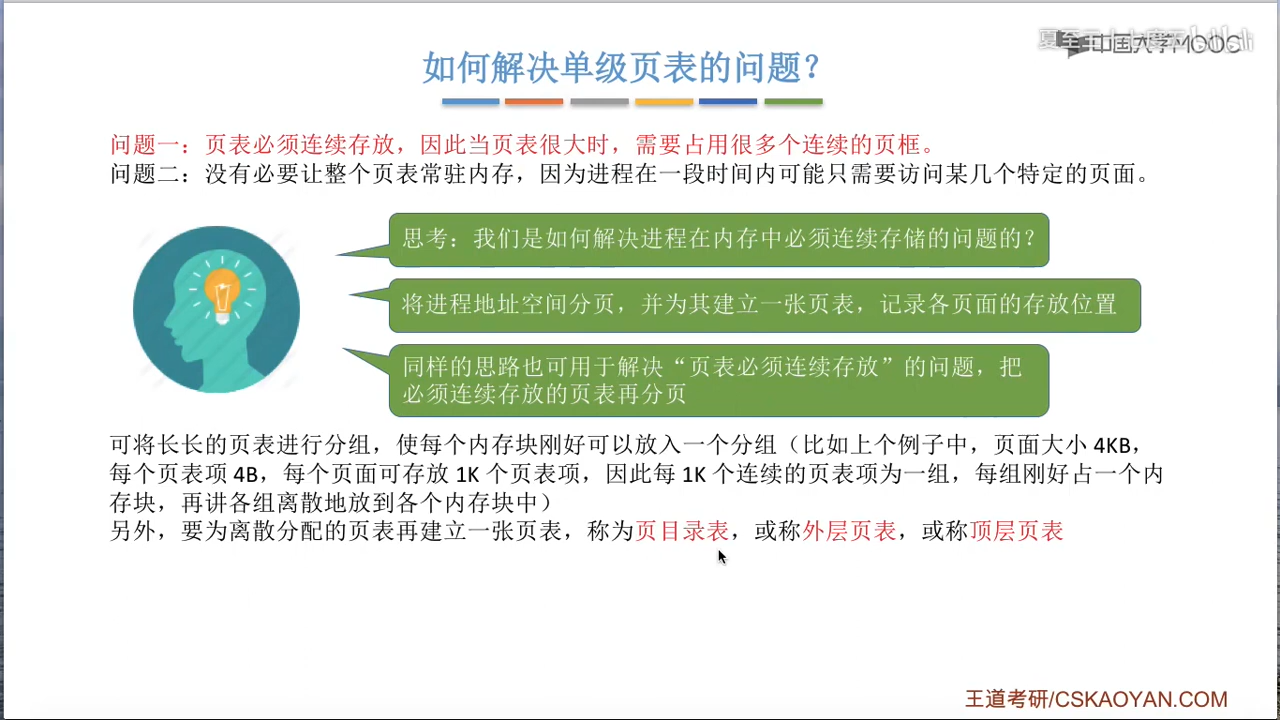 中国大学MOOC
如何解决单级页表的问题？
问题一：页表必须连续存放，因此当页表很大时，需要占用很多个连续的页框。
问题二：没有必要让整个页表常驻内存，因为进程在一段时间内可能只需要访问某几个特定的页面。
思考：我们是如何解决进程在内存中必须连续存储的问题的？
将进程地址空间分页，并为其建立一张页表，记录各页面的存放位置
同样的思路也可用于解决“页表必须连续存放”的问题，把
必须连续存放的页表再分页
可将长长的页表进行分组，使每个内存块刚好可以放入一个分组（比如上个例子中，页面大小 4KB，
每个页表项 4B，每个页面可存放 1K 个页表项，因此每 1K 个连续的页表项为一组，每组刚好占一个内
存块，再讲各组离散地放到各个内存块中）
另外，要为离散分配的页表再建立一张页表，称为页目录表，或称外层页表，或称顶层页表
王道考研/CSKAOYAN.COM